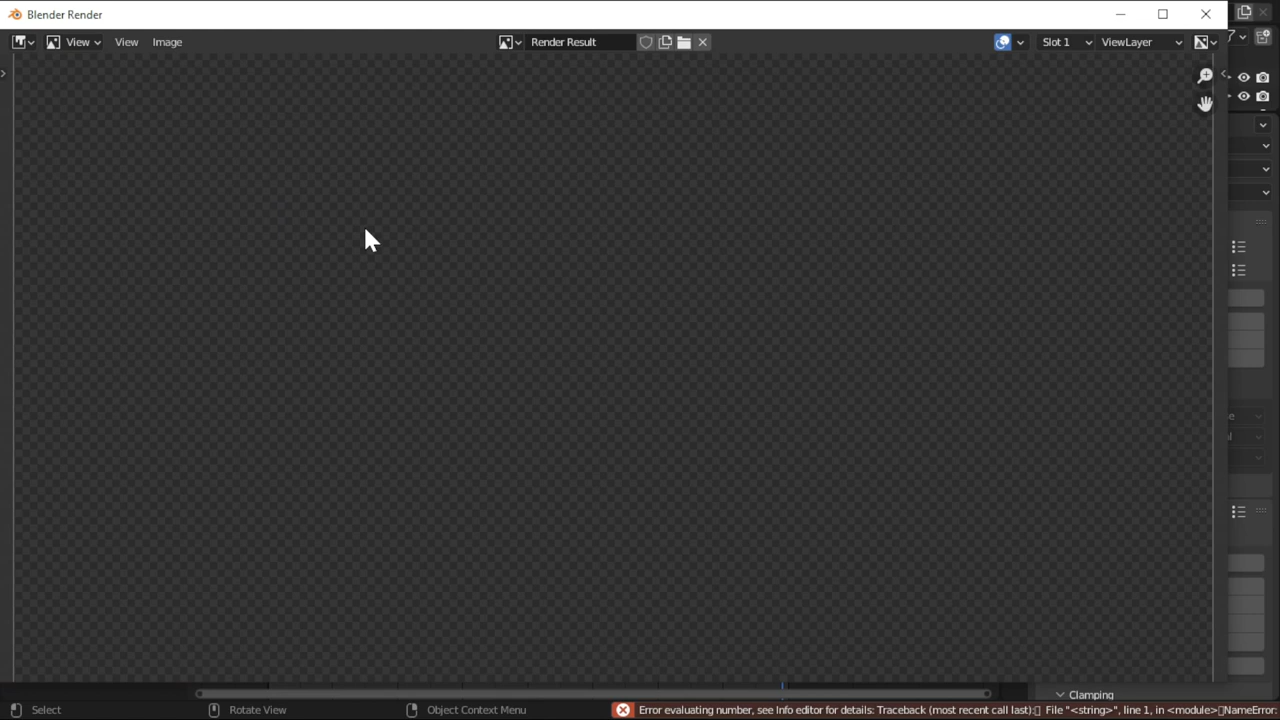 Blender Render
View View Image Render Result Slot 1 ViewLayer
Clamping
Select Rotate View Object Context Menu Error evaluating number, see Info editor for details: Traceback (most recent call last): File "<string>", line 1, in <module> NameError: